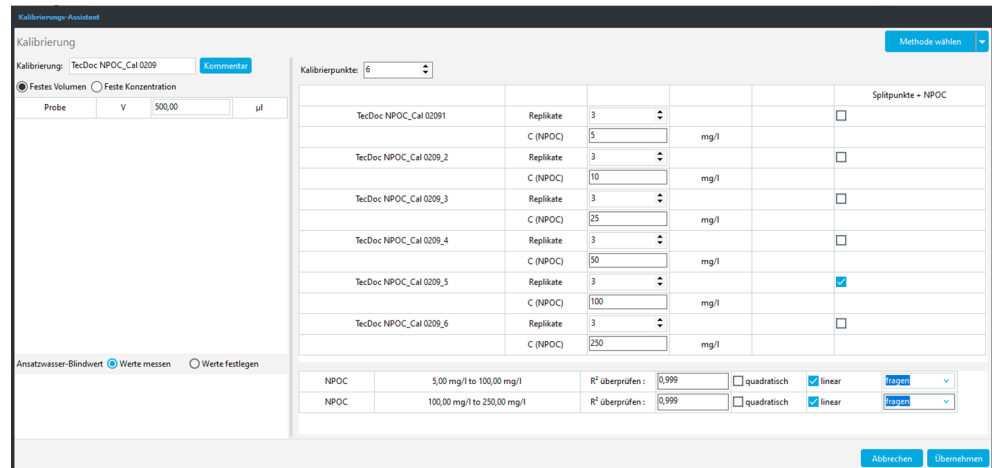 Kalibrierungs-Assistent
Kalibrierung
Methode wählen
Kalibrierung: TecDoc NPOC_Cal 0209 Kommentar
Festes Volumen Feste Konzentration
Probe V 500,00 µl
Ansatzwasser-Blindwert Werte messen Werte festlegen
Kalibrierpunkte: 6
Splitpunkte + NPOC
TecDoc NPOC_Cal 02091 Replikate 3
C (NPOC) 5 mg/l
TecDoc NPOC_Cal 0209_2 Replikate 3
C (NPOC) 10 mg/l
TecDoc NPOC_Cal 0209_3 Replikate 3
C (NPOC) 25 mg/l
TecDoc NPOC_Cal 0209_4 Replikate 3
C (NPOC) 50 mg/l
TecDoc NPOC_Cal 0209_5 Replikate 3
C (NPOC) 100 mg/l
TecDoc NPOC_Cal 0209_6 Replikate 3
C (NPOC) 250 mg/l
NPOC 5,00 mg/l to 100,00 mg/l R² überprüfen : 0,999 quadratisch linear fragen
NPOC 100,00 mg/l to 250,00 mg/l R² überprüfen : 0,999 quadratisch linear fragen
Abbrechen Übernehmen